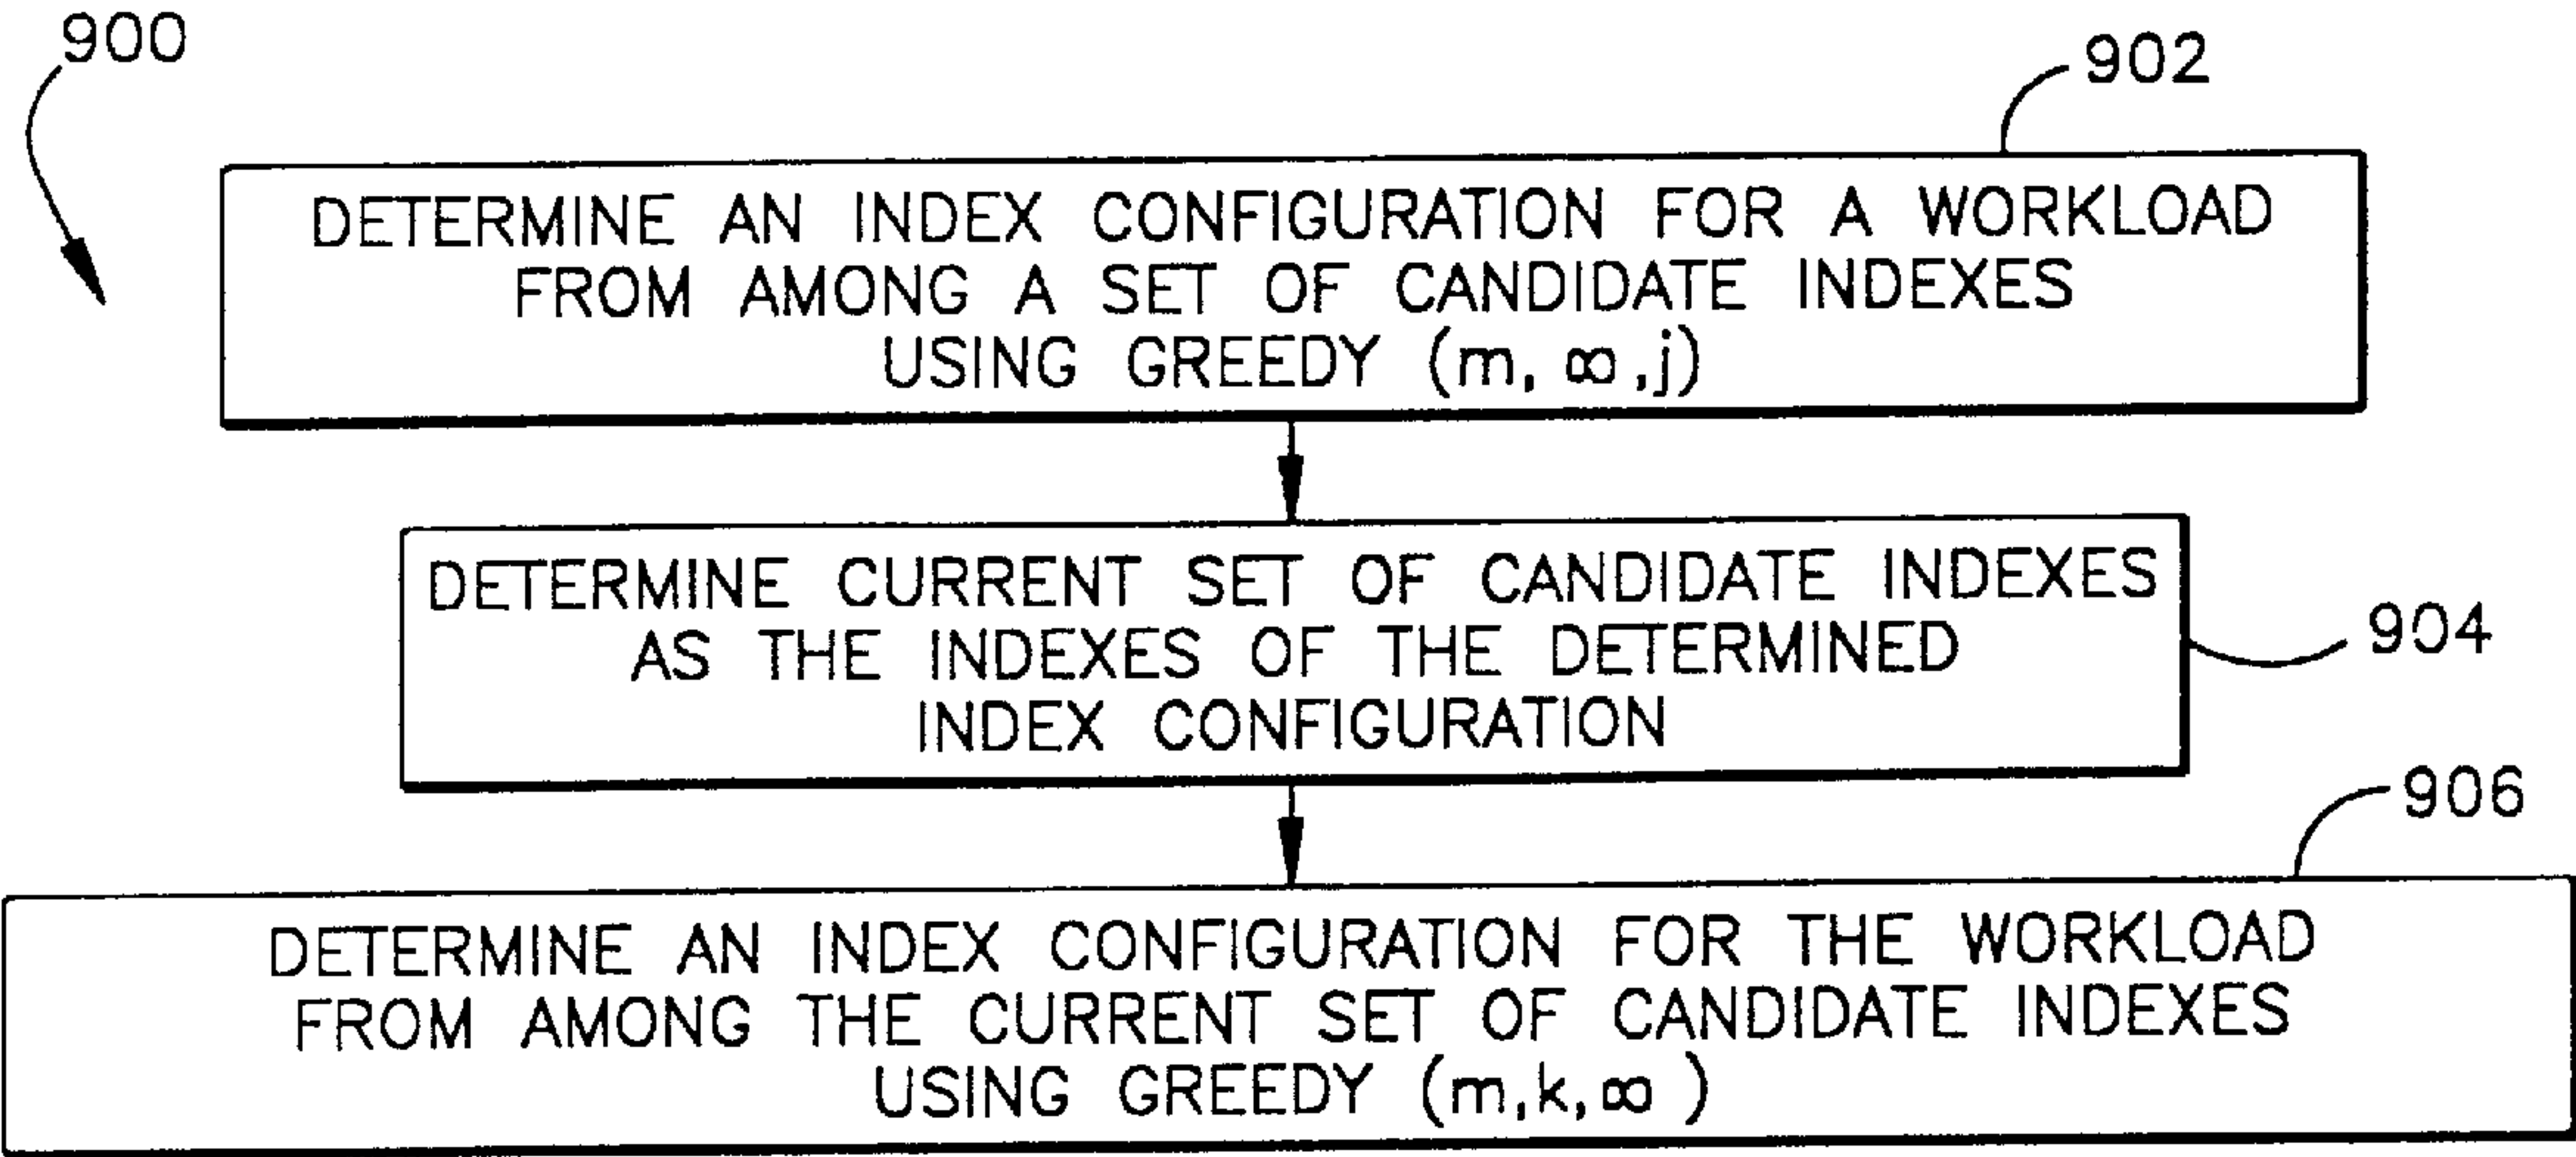 900
902
DETERMINE AN INDEX CONFIGURATION FOR A WORKLOAD
FROM AMONG A SET OF CANDIDATE INDEXES
USING GREEDY (m, ∞, j)
DETERMINE CURRENT SET OF CANDIDATE INDEXES
AS THE INDEXES OF THE DETERMINED
INDEX CONFIGURATION
904
906
DETERMINE AN INDEX CONFIGURATION FOR THE WORKLOAD
FROM AMONG THE CURRENT SET OF CANDIDATE INDEXES
USING GREEDY (m, k, ∞ )